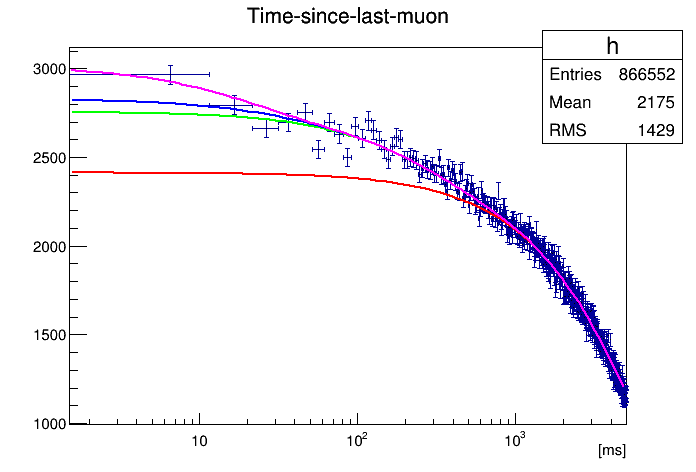 Time-since-last-muon
h
Entries 866552
Mean 2175
RMS 1429
3000
2500
2000
1500
1000
10
10²
10³
[ms]